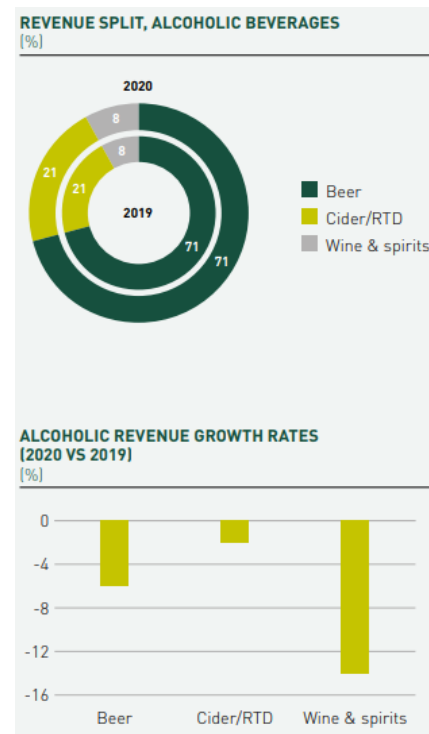 REVENUE SPLIT, ALCOHOLIC BEVERAGES
(%)
2020
8
8
21
21
2019
71
71
Beer
Cider/RTD
Wine & spirits
ALCOHOLIC REVENUE GROWTH RATES
(2020 VS 2019)
(%)
0
-4
-8
-12
-16
Beer Cider/RTD Wine & spirits